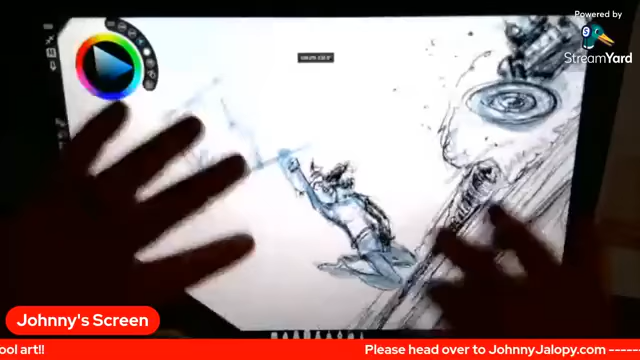 Powered by
StreamYard
Johnny's Screen
ool art!!
Please head over to JohnnyJalopy.com -----